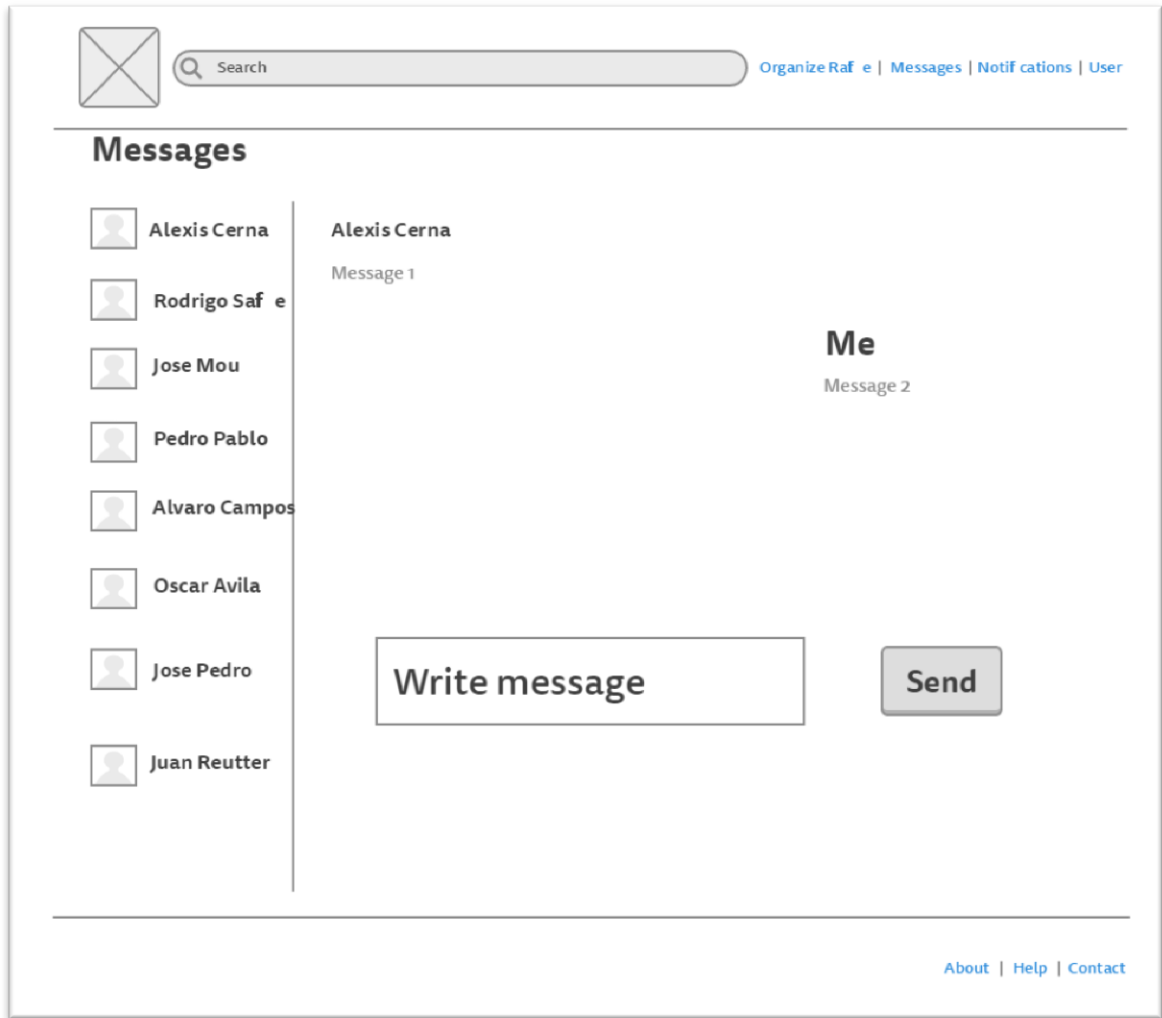 Search
Organize Raf e | Messages | Notif cations | User
Messages
Alexis Cerna
Rodrigo Saf e
Jose Mou
Pedro Pablo
Alvaro Campos
Oscar Avila
Jose Pedro
Juan Reutter
Alexis Cerna
Message 1
Me
Message 2
Write message
Send
About | Help | Contact